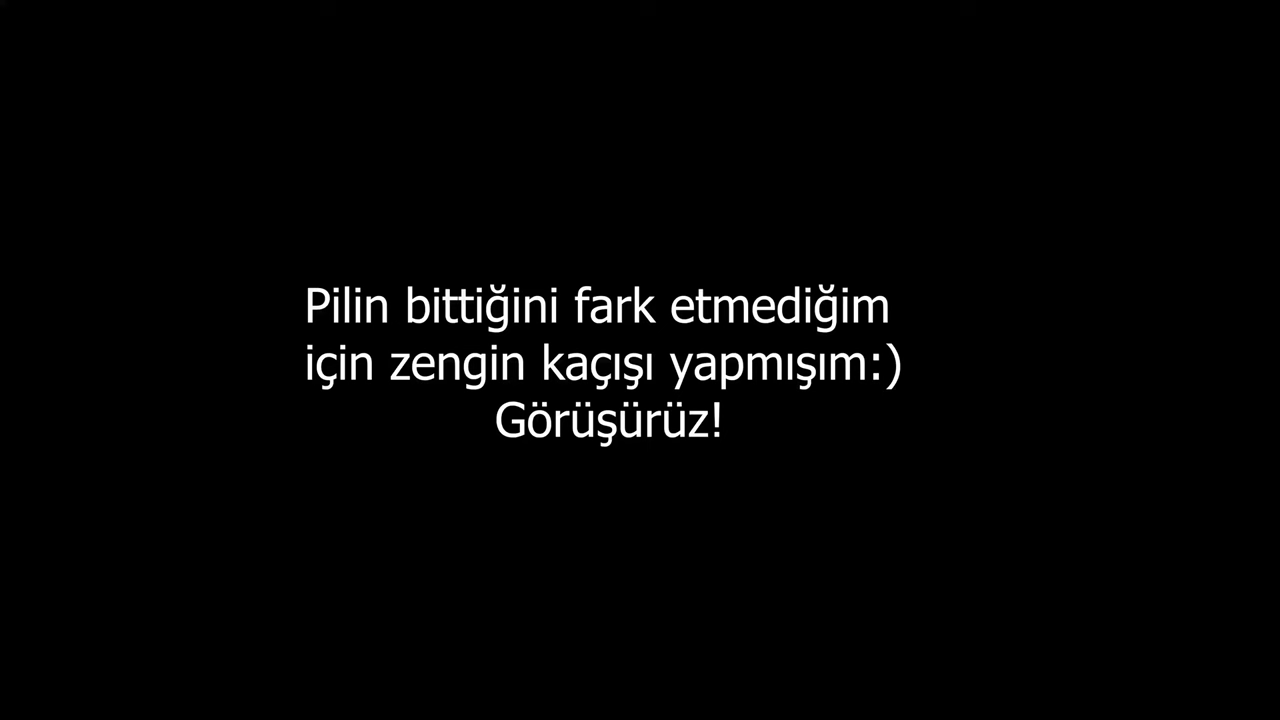 Pilin bittiğini fark etmediğim
için zengin kaçışı yapmışım:)
Görüşürüz!